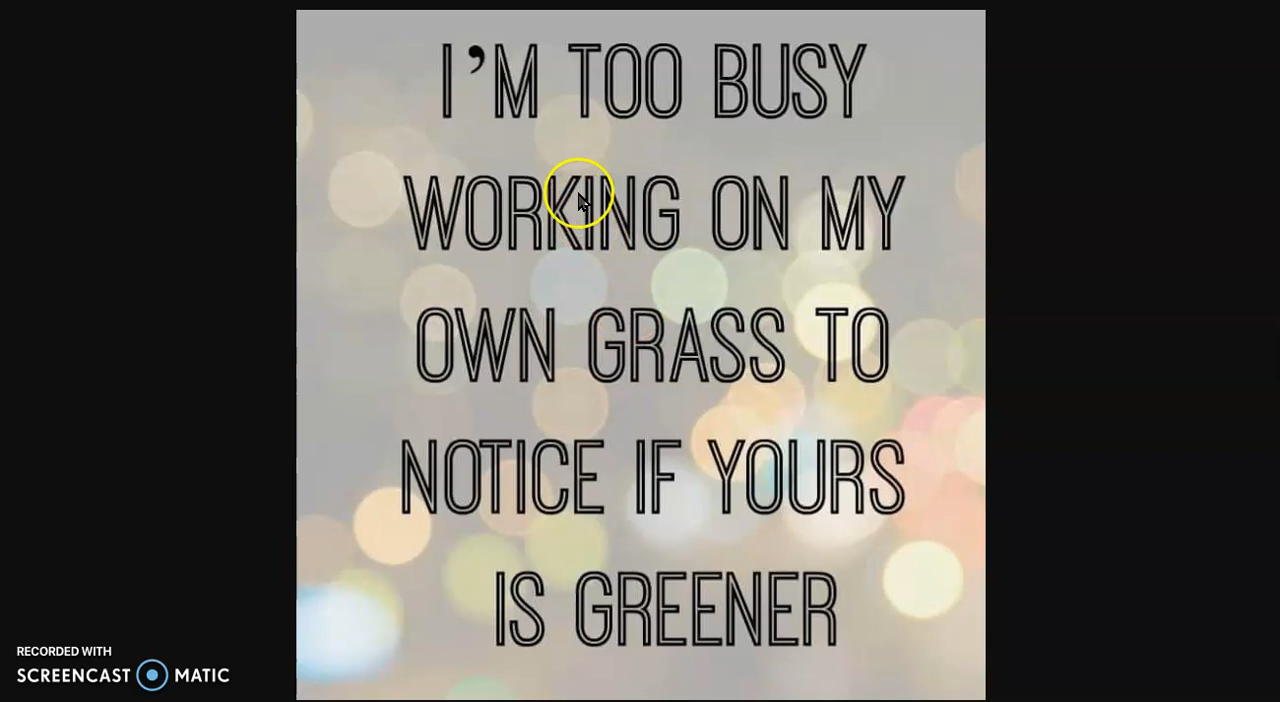 I'M TOO BUSY
WORKING ON MY
OWN GRASS TO
NOTICE IF YOURS
IS GREENER
RECORDED WITH
SCREENCAST MATIC